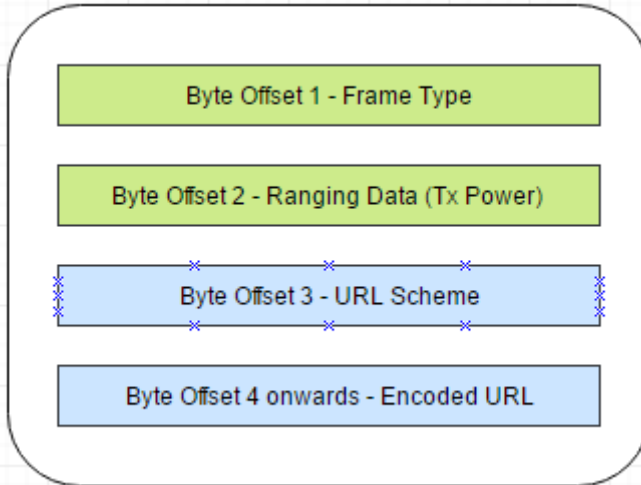 Byte Offset 1 - Frame Type
Byte Offset 2 - Ranging Data (Tx Power)
Byte Offset 3 - URL Scheme
Byte Offset 4 onwards - Encoded URL